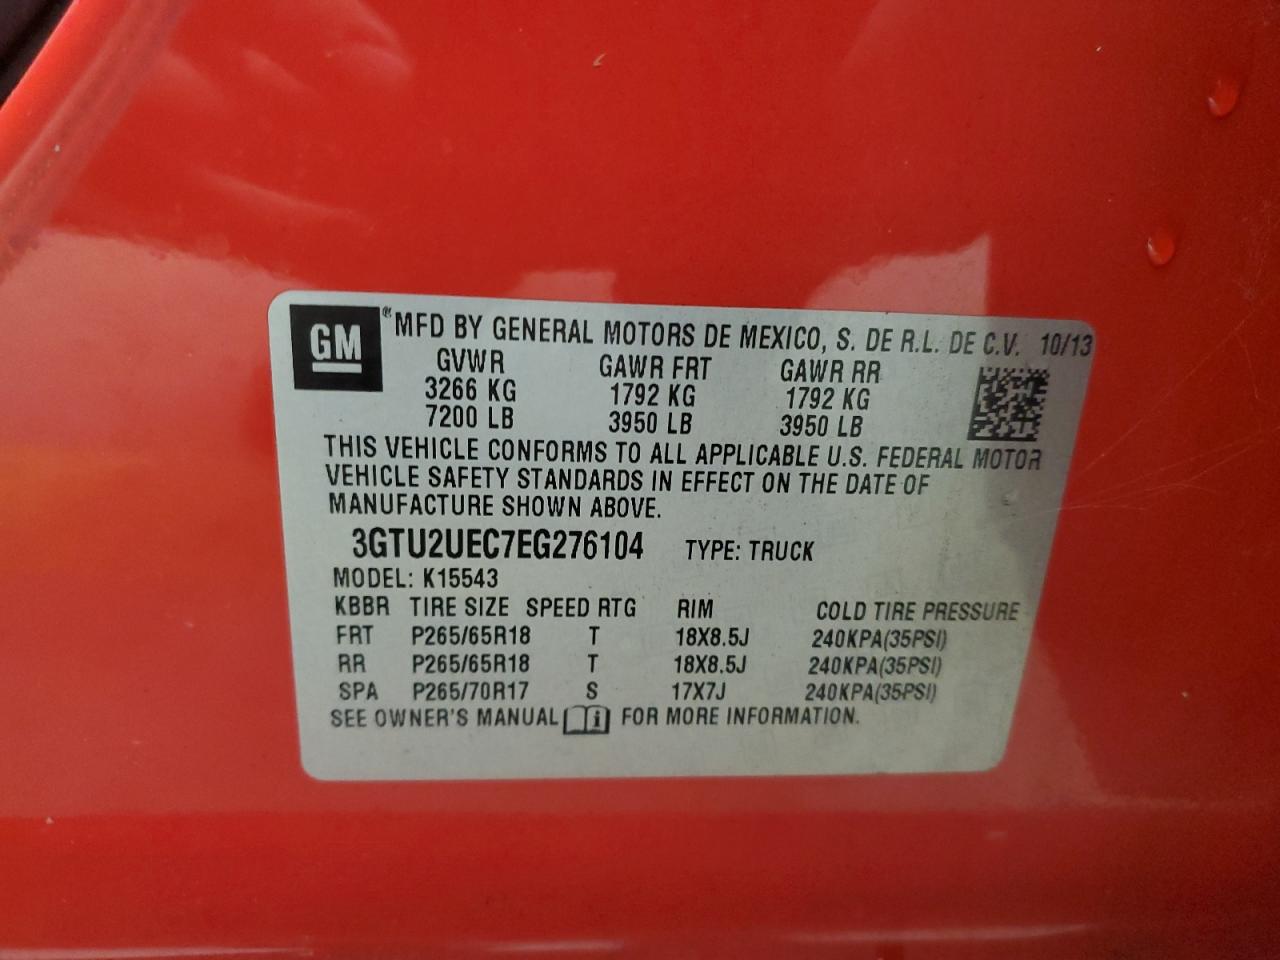 GM ® MFD BY GENERAL MOTORS DE MEXICO, S. DE R.L. DE C.V. 10/13
GVWR GAWR FRT GAWR RR
3266 KG 1792 KG 1792 KG
7200 LB 3950 LB 3950 LB
THIS VEHICLE CONFORMS TO ALL APPLICABLE U.S. FEDERAL MOTOR
VEHICLE SAFETY STANDARDS IN EFFECT ON THE DATE OF
MANUFACTURE SHOWN ABOVE.
3GTU2UEC7EG276104 TYPE: TRUCK
MODEL: K15543
KBBR TIRE SIZE SPEED RTG RIM COLD TIRE PRESSURE
FRT P265/65R18 T 18X8.5J 240KPA(35PSI)
RR P265/65R18 T 18X8.5J 240KPA(35PSI)
SPA P265/70R17 S 17X7J 240KPA(35PSI)
SEE OWNER'S MANUAL i FOR MORE INFORMATION.